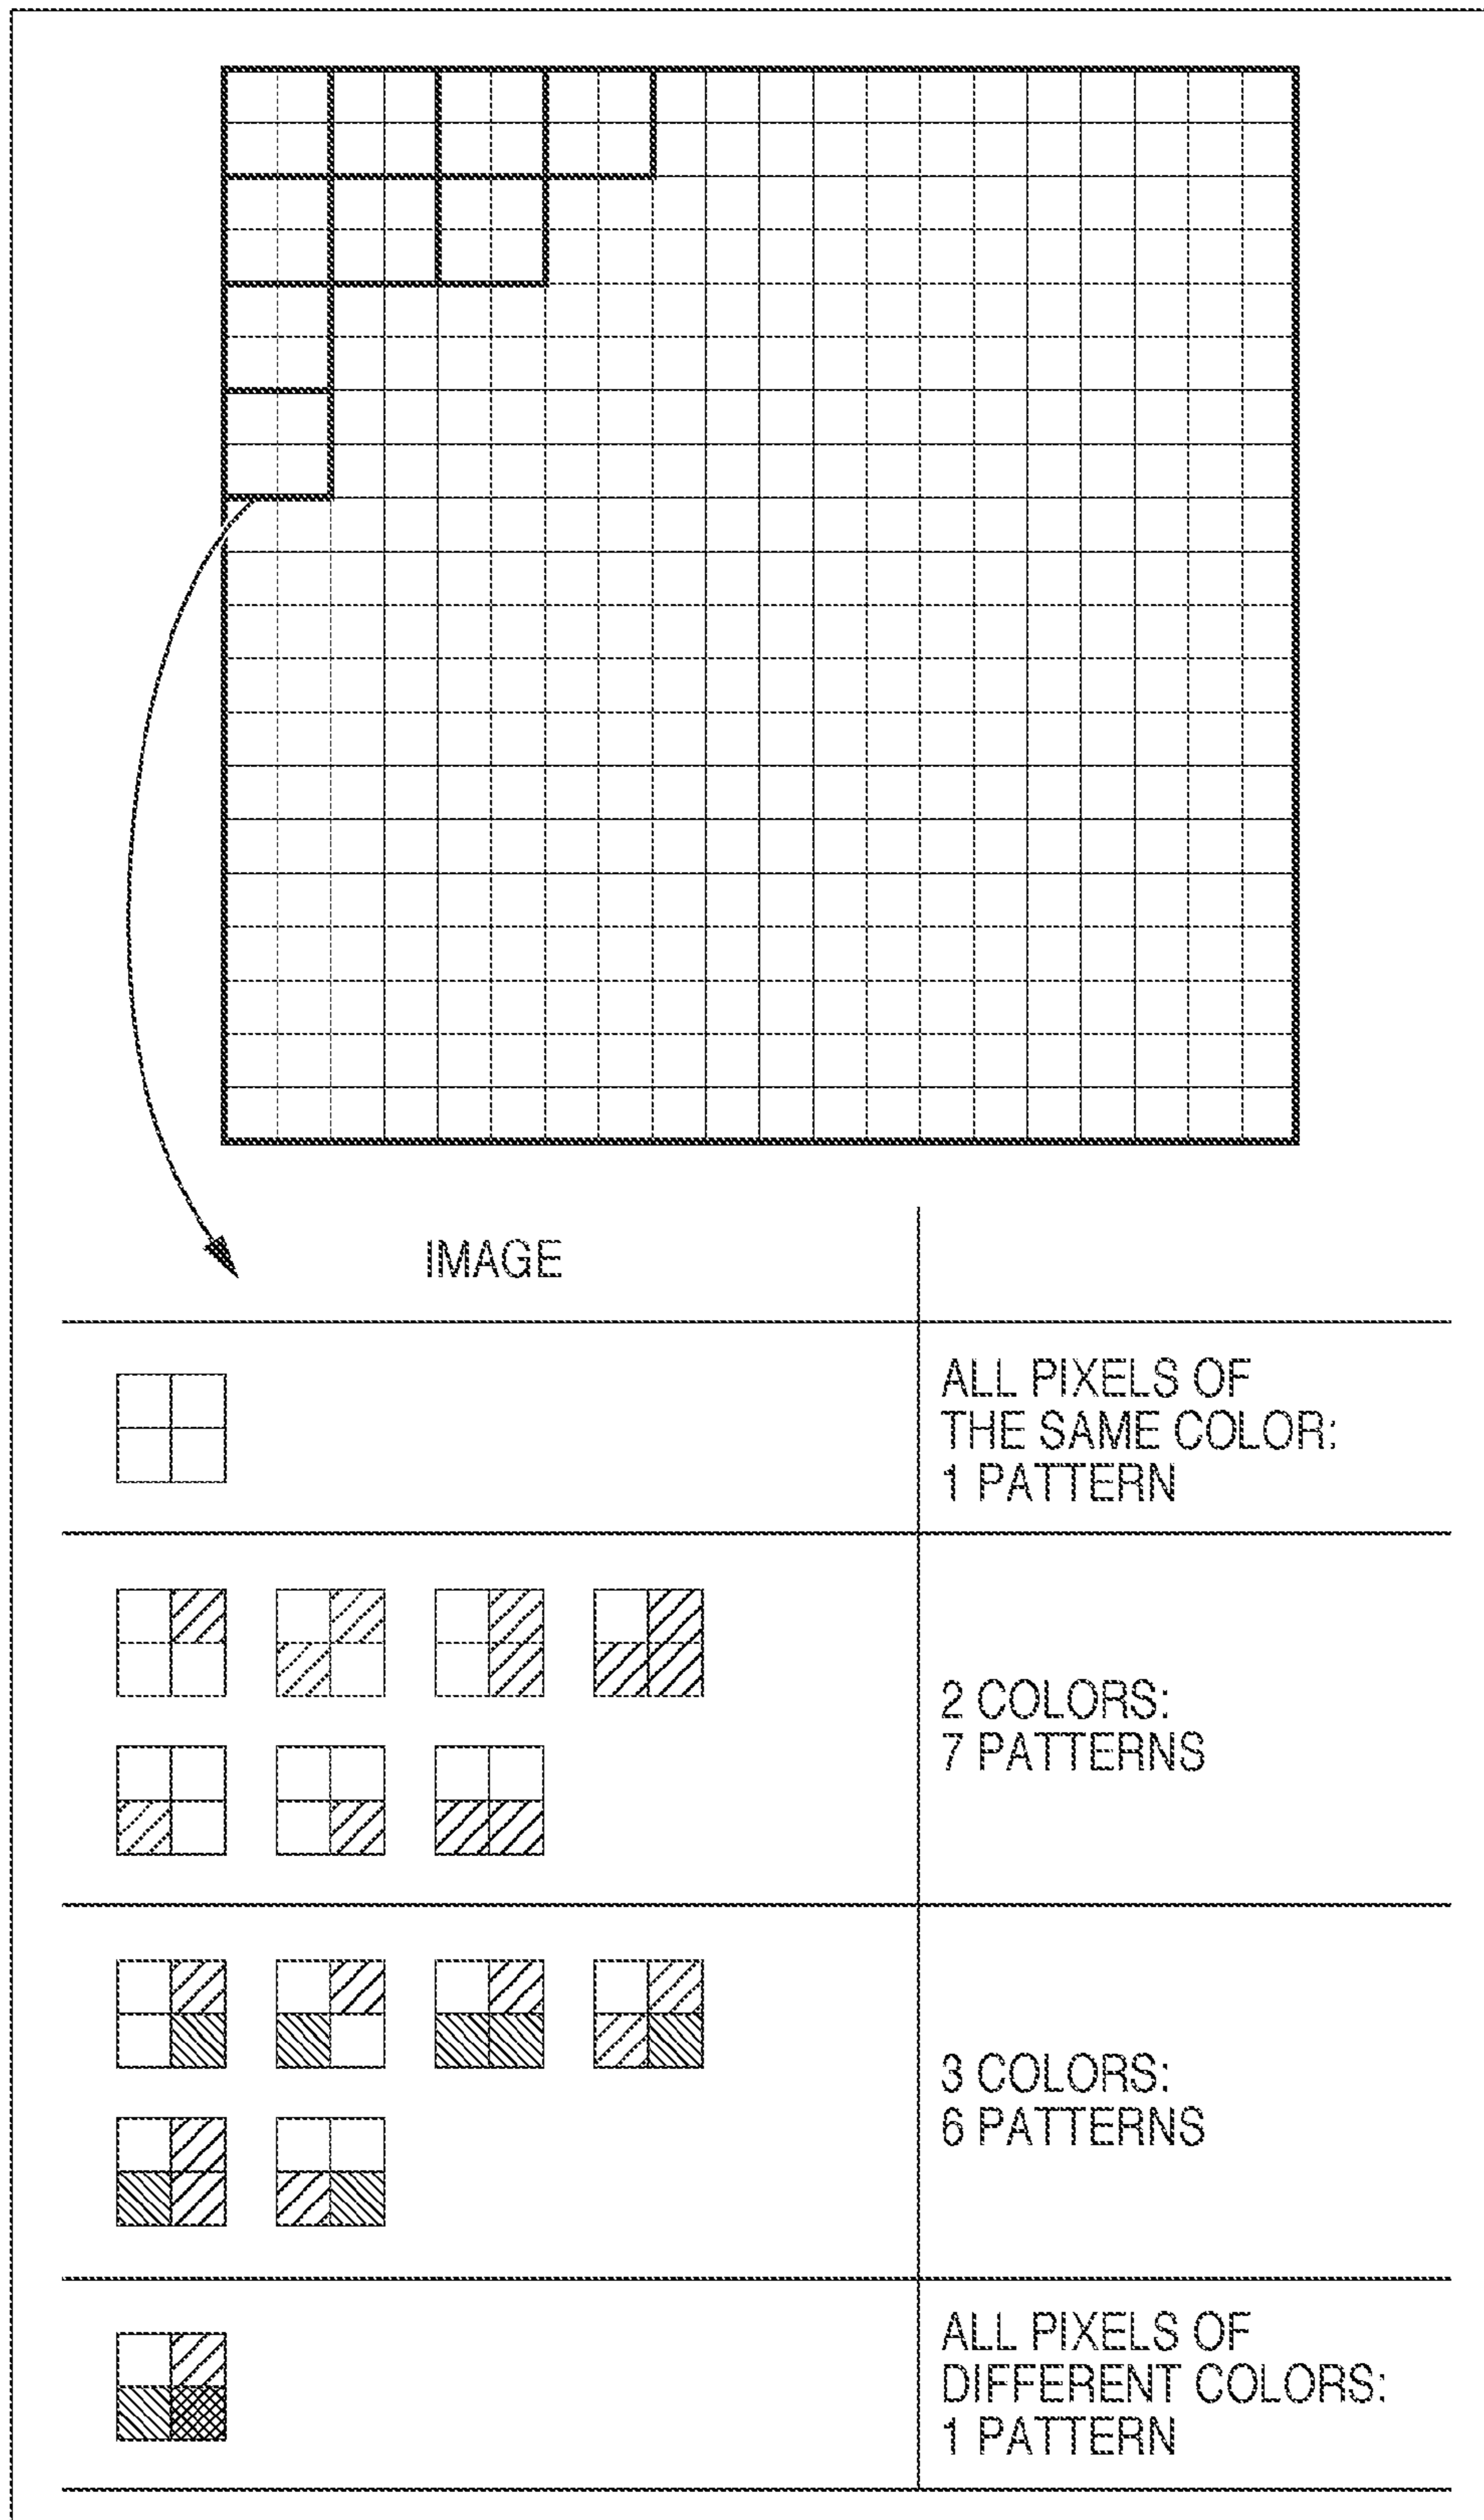 IMAGE
ALL PIXELS OF
THE SAME COLOR:
1 PATTERN
2 COLORS:
7 PATTERNS
3 COLORS:
6 PATTERNS
ALL PIXELS OF
DIFFERENT COLORS:
1 PATTERN